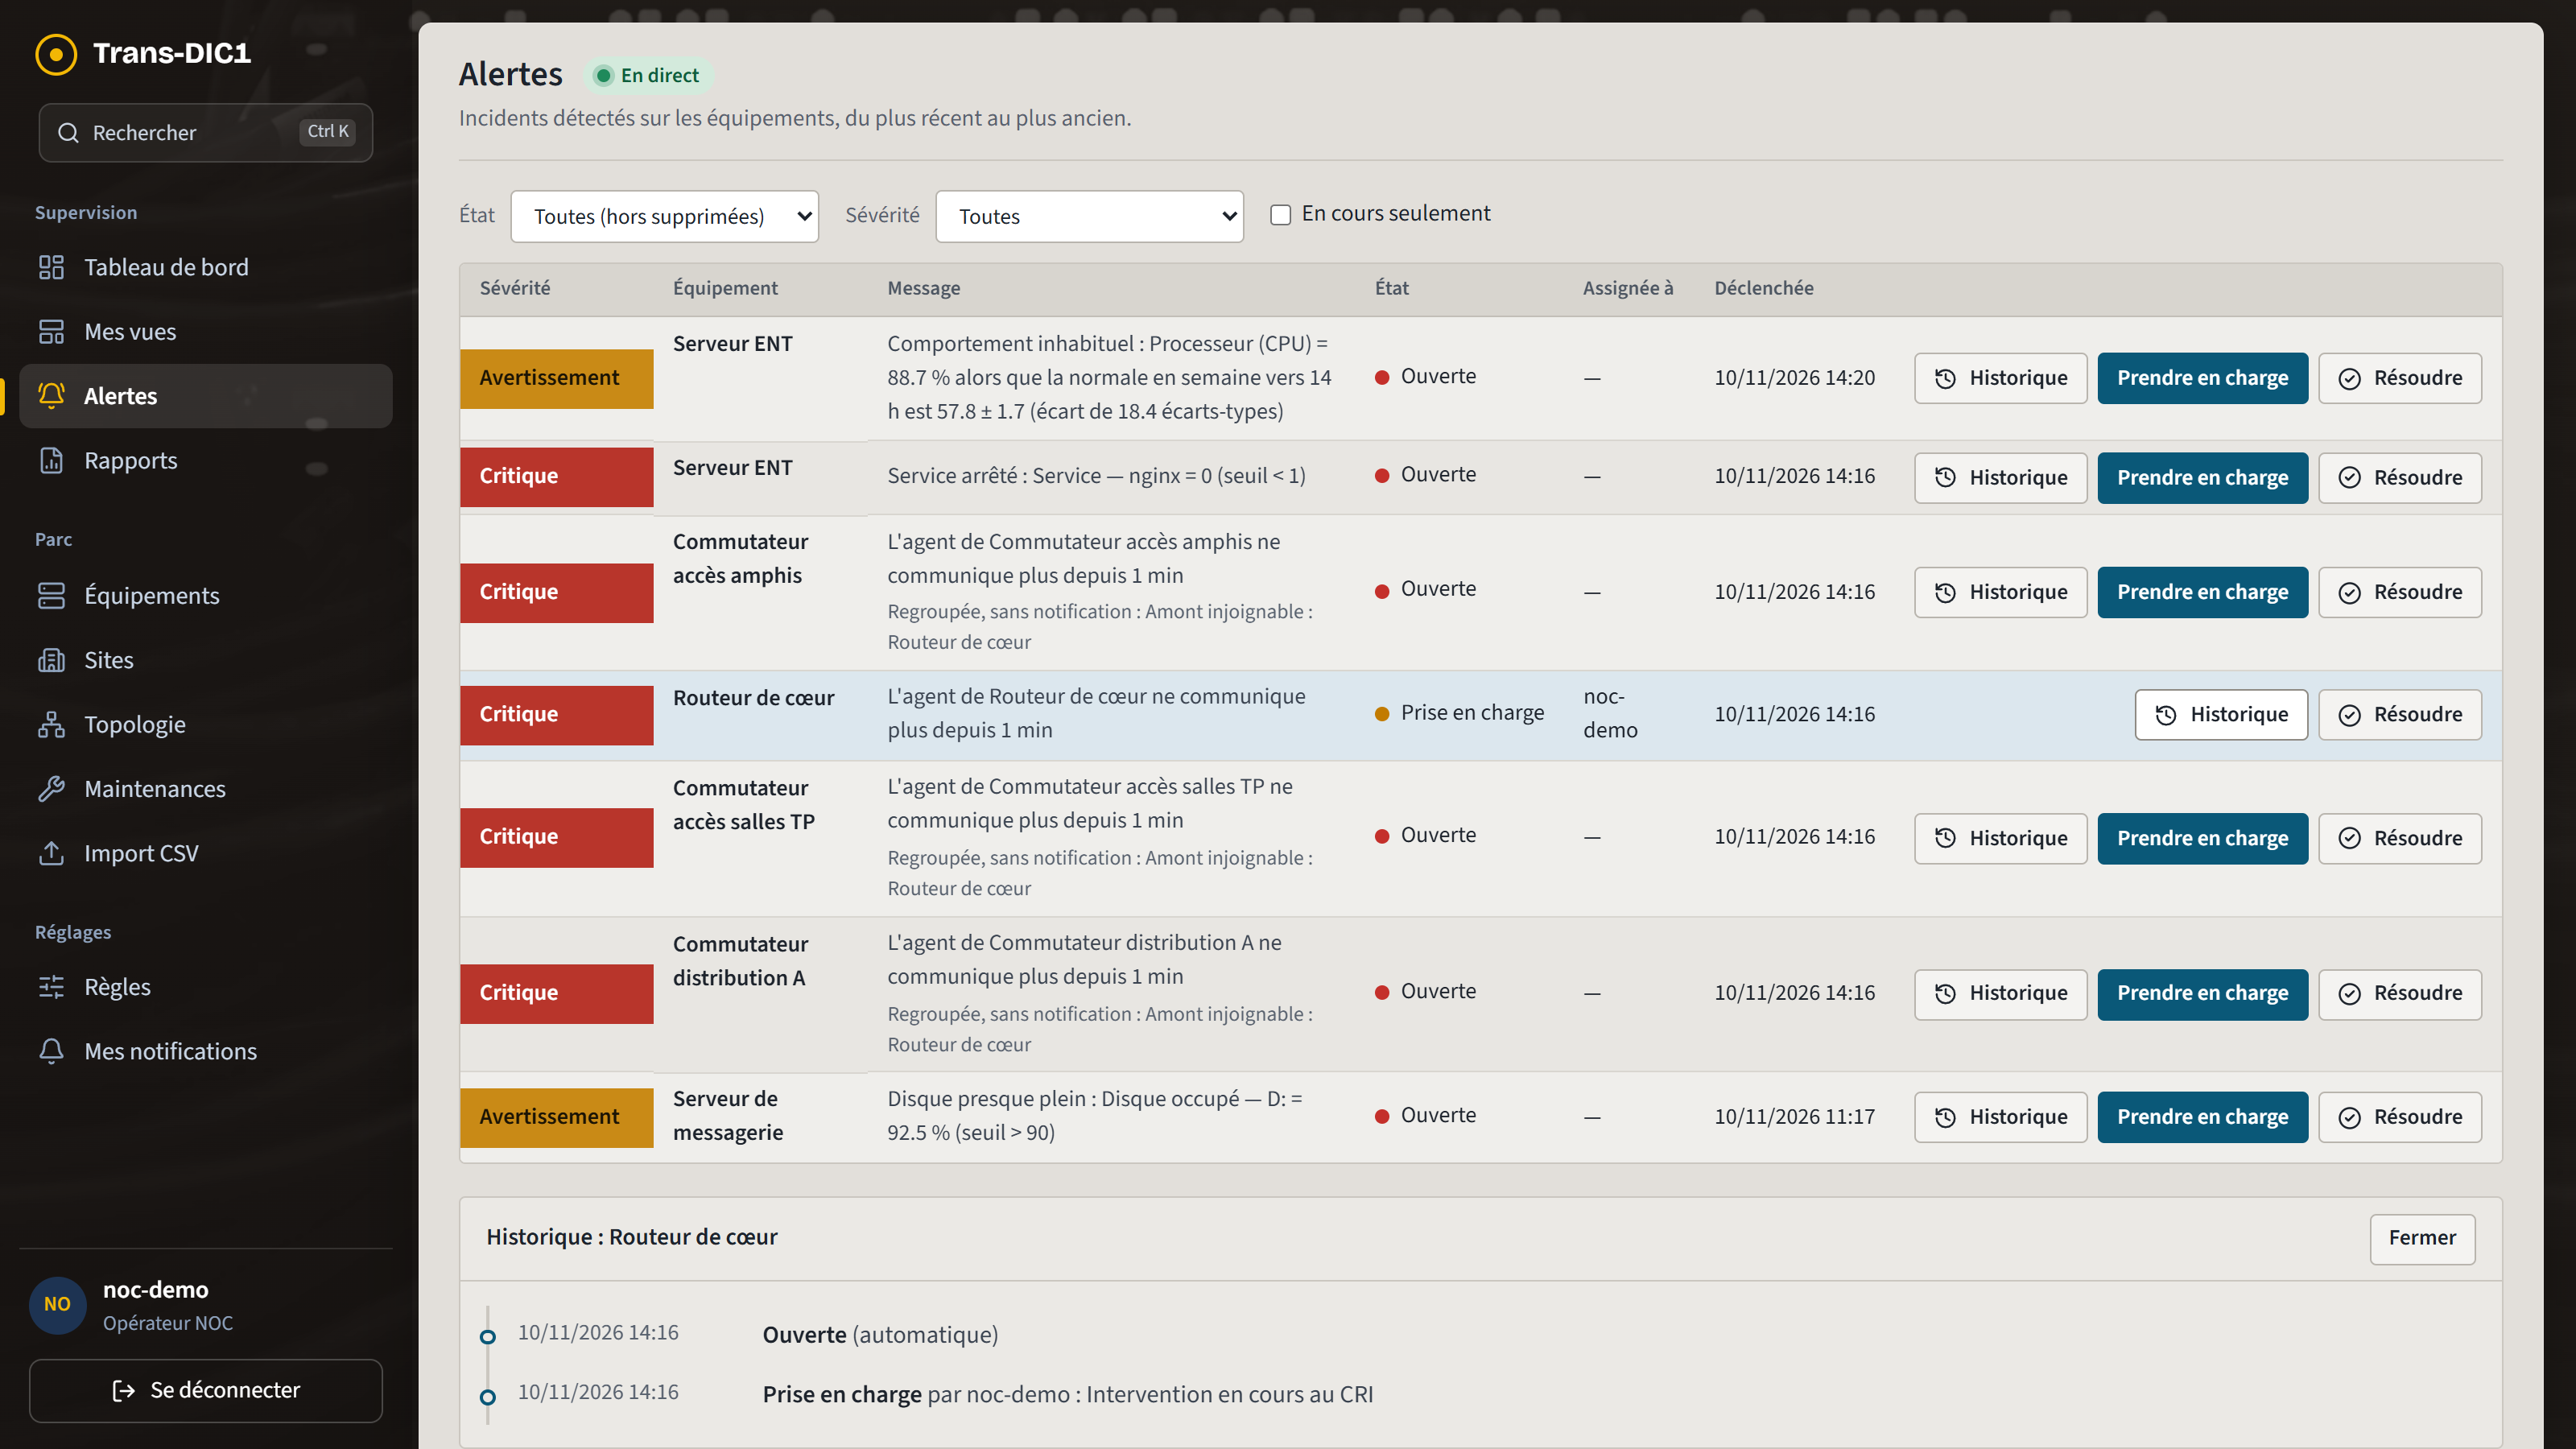 Trans-DIC1
Rechercher
Ctrl K
Supervision
Tableau de bord
Mes vues
Alertes
Rapports
Parc
Équipements
Sites
Topologie
Maintenances
Import CSV
Réglages
Règles
Mes notifications
NO
noc-demo
Opérateur NOC
Se déconnecter
Alertes
En direct
Incidents détectés sur les équipements, du plus récent au plus ancien.
État
Toutes (hors supprimées)
Sévérité
Toutes
En cours seulement
Sévérité
Équipement
Message
État
Assignée à
Déclenchée
Avertissement
Serveur ENT
Comportement inhabituel : Processeur (CPU) =
88.7 % alors que la normale en semaine vers 14
h est 57.8 ± 1.7 (écart de 18.4 écarts-types)
Ouverte
—
10/11/2026 14:20
Historique
Prendre en charge
Résoudre
Critique
Serveur ENT
Service arrêté : Service — nginx = 0 (seuil < 1)
Ouverte
—
10/11/2026 14:16
Historique
Prendre en charge
Résoudre
Critique
Commutateur
accès amphis
L'agent de Commutateur accès amphis ne
communique plus depuis 1 min
Regroupée, sans notification : Amont injoignable :
Routeur de cœur
Ouverte
—
10/11/2026 14:16
Historique
Prendre en charge
Résoudre
Critique
Routeur de cœur
L'agent de Routeur de cœur ne communique
plus depuis 1 min
Prise en charge
noc-
demo
10/11/2026 14:16
Historique
Résoudre
Critique
Commutateur
accès salles TP
L'agent de Commutateur accès salles TP ne
communique plus depuis 1 min
Regroupée, sans notification : Amont injoignable :
Routeur de cœur
Ouverte
—
10/11/2026 14:16
Historique
Prendre en charge
Résoudre
Critique
Commutateur
distribution A
L'agent de Commutateur distribution A ne
communique plus depuis 1 min
Regroupée, sans notification : Amont injoignable :
Routeur de cœur
Ouverte
—
10/11/2026 14:16
Historique
Prendre en charge
Résoudre
Avertissement
Serveur de
messagerie
Disque presque plein : Disque occupé — D: =
92.5 % (seuil > 90)
Ouverte
—
10/11/2026 11:17
Historique
Prendre en charge
Résoudre
Historique : Routeur de cœur
Fermer
10/11/2026 14:16
Ouverte (automatique)
10/11/2026 14:16
Prise en charge par noc-demo : Intervention en cours au CRI